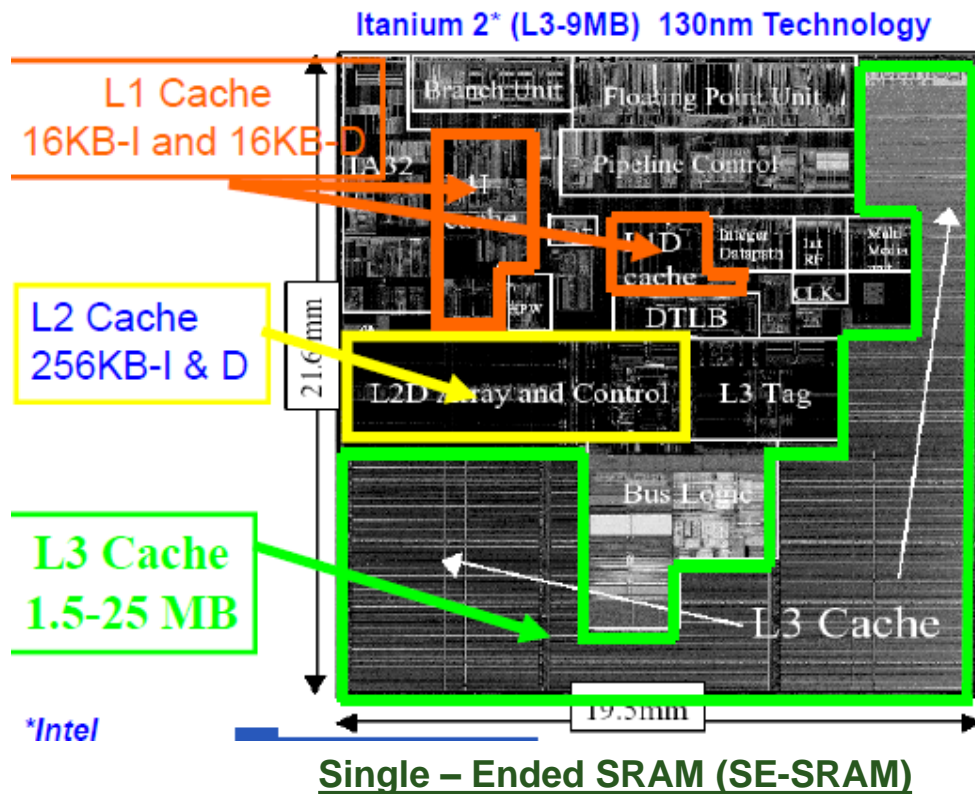 Itanium 2* (L3-9MB) 130nm Technology
L1 Cache
16KB-I and 16KB-D
Branch Unit
Floating Point Unit
IA32
Pipeline Control
cache
L1D
cache
Integer
Datapath
Int
RF
Multi
Media
CLK
DTLB
HPW
L2 Cache
256KB-I & D
21.6mm
L2D Array and Control
L3 Tag
Bus Logic
L3 Cache
1.5-25 MB
L3 Cache
19.5mm
*Intel
Single – Ended SRAM (SE-SRAM)